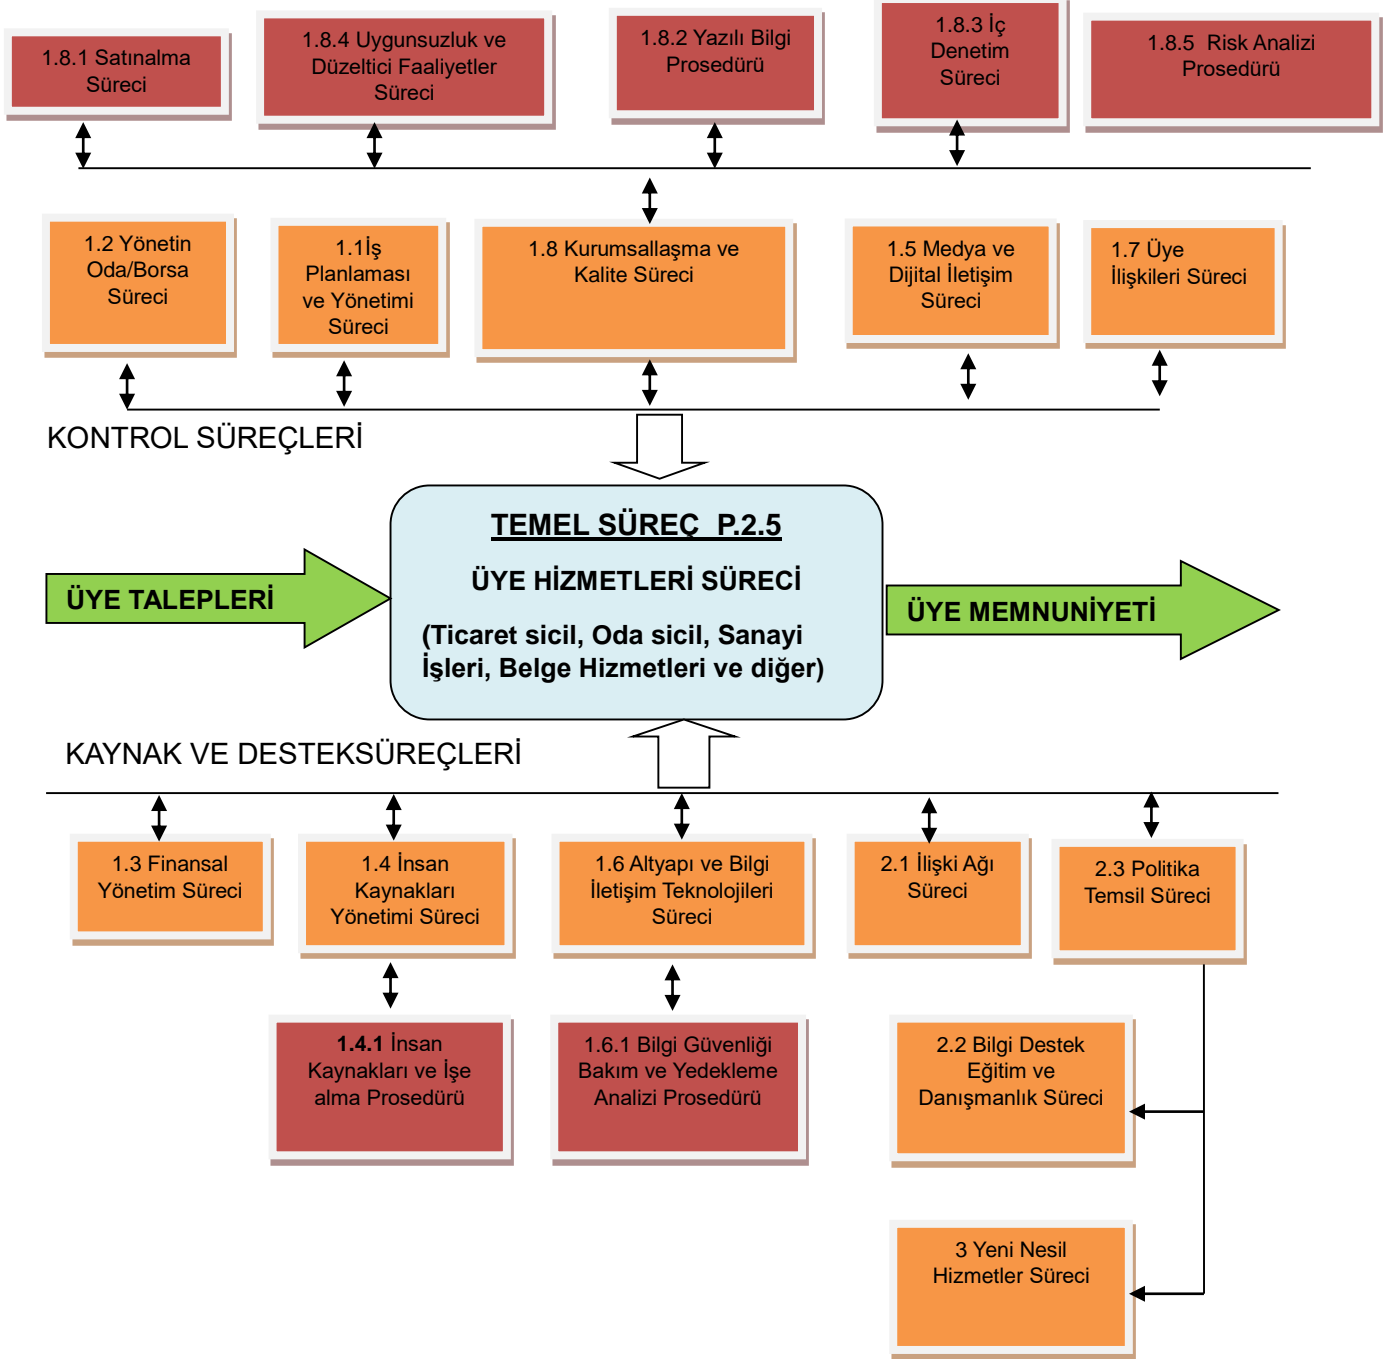 1.8.1 Satınalma
Süreci
1.8.4 Uygunsuzluk ve
Düzeltici Faaliyetler
Süreci
1.8.2 Yazılı Bilgi
Prosedürü
1.8.3 İç
Denetim
Süreci
1.8.5 Risk Analizi
Prosedürü
1.2 Yönetin
Oda/Borsa
Süreci
1.1İş
Planlaması
ve Yönetimi
Süreci
1.8 Kurumsallaşma ve
Kalite Süreci
1.5 Medya ve
Dijital İletişim
Süreci
1.7 Üye
İlişkileri Süreci
KONTROL SÜREÇLERİ
ÜYE TALEPLERİ
TEMEL SÜREÇ P.2.5
ÜYE HİZMETLERİ SÜRECİ
(Ticaret sicil, Oda sicil, Sanayi
İşleri, Belge Hizmetleri ve diğer)
ÜYE MEMNUNİYETİ
KAYNAK VE DESTEKSÜREÇLERİ
1.3 Finansal
Yönetim Süreci
1.4 İnsan
Kaynakları
Yönetimi Süreci
1.6 Altyapı ve Bilgi
İletişim Teknolojileri
Süreci
2.1 İlişki Ağı
Süreci
2.3 Politika
Temsil Süreci
1.4.1 İnsan
Kaynakları ve İşe
alma Prosedürü
1.6.1 Bilgi Güvenliği
Bakım ve Yedekleme
Analizi Prosedürü
2.2 Bilgi Destek
Eğitim ve
Danışmanlık Süreci
3 Yeni Nesil
Hizmetler Süreci